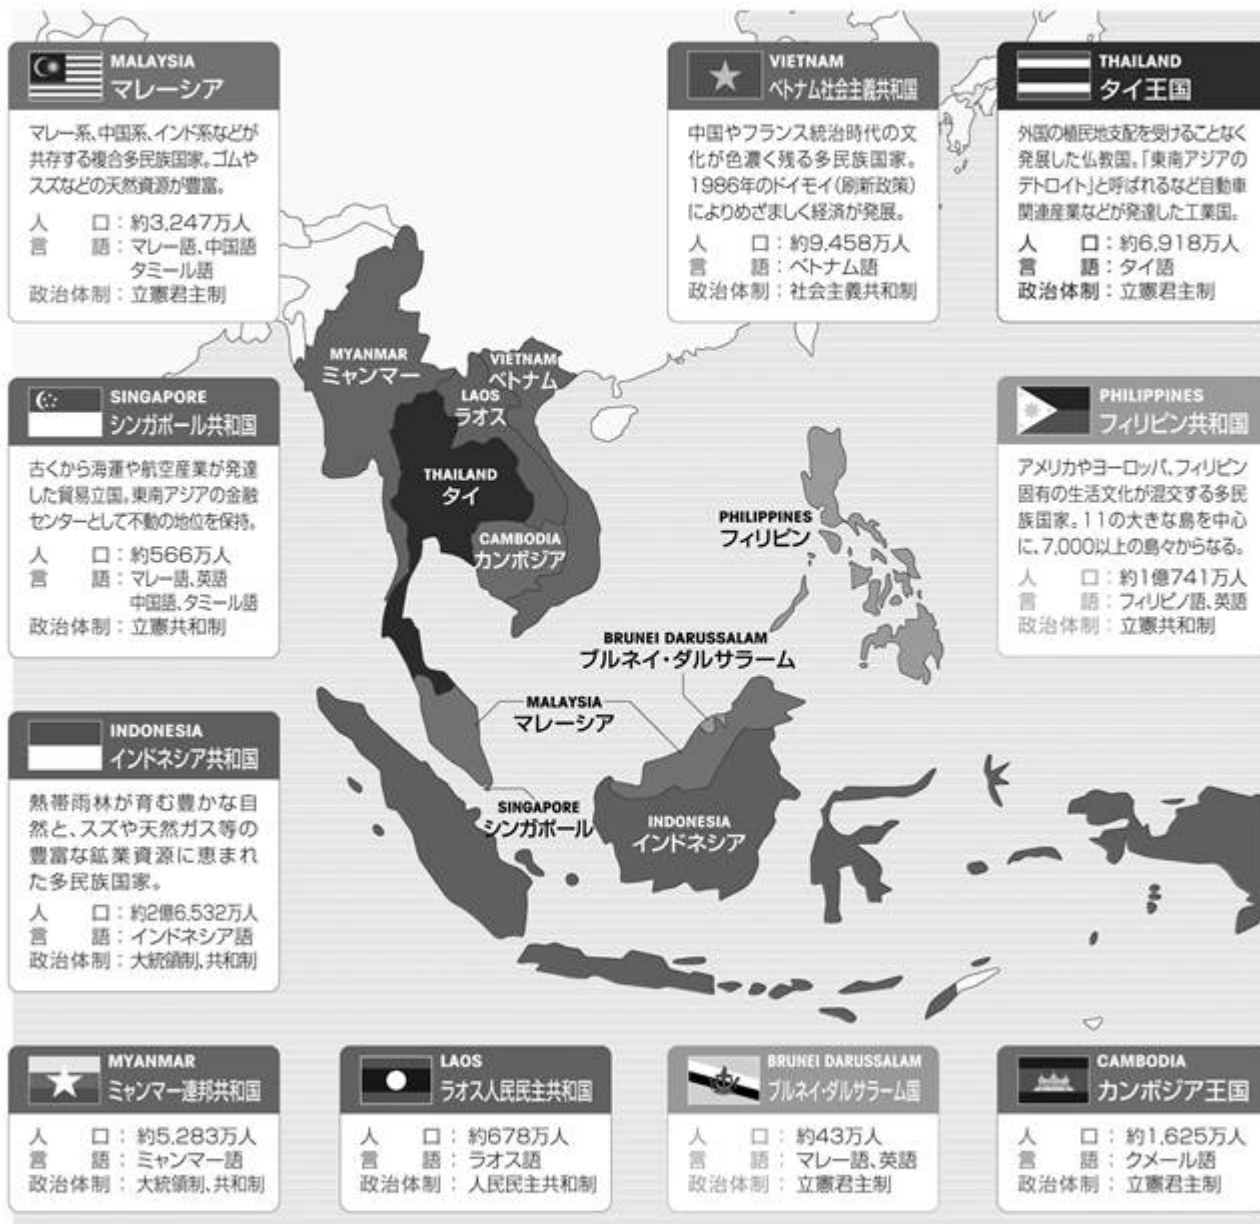 MALAYSIA
マレーシア
マレー系、中国系、インド系などが
共存する複合多民族国家。ゴムや
スズなどの天然資源が豊富。
人口：約3,247万人
言語：マレー語、中国語
タミール語
政治体制：立憲君主制
VIETNAM
ベトナム社会主義共和国
中国やフランス統治時代の文
化が色濃く残る多民族国家。
1986年のドイモイ(刷新政策)
によりめざましく経済が発展。
人口：約9,458万人
言語：ベトナム語
政治体制：社会主義共和制
THAILAND
タイ王国
外国の植民地支配を受けることなく
発展した仏教国。「東南アジアの
デトロイト」と呼ばれるなど自動車
関連産業などが発達した工業国。
人口：約6,918万人
言語：タイ語
政治体制：立憲君主制
SINGAPORE
シンガポール共和国
古くから海運や航空産業が発達
した貿易立国。東南アジアの金融
センターとして不動の地位を保持。
人口：約566万人
言語：マレー語、英語
中国語、タミール語
政治体制：立憲共和制
PHILIPPINES
フィリピン共和国
アメリカやヨーロッパ、フィリピン
固有の生活文化が混交する多民
族国家。11の大きな島を中心
に、7,000以上の島々からなる。
人口：約1億741万人
言語：フィリピノ語、英語
政治体制：立憲共和制
MYANMAR
ミャンマー
VIETNAM
ベトナム
LAOS
ラオス
THAILAND
タイ
CAMBODIA
カンボジア
PHILIPPINES
フィリピン
BRUNEI DARUSSALAM
ブルネイ・ダルサラーム
MALAYSIA
マレーシア
SINGAPORE
シンガポール
INDONESIA
インドネシア
INDONESIA
インドネシア共和国
熱帯雨林が育む豊かな自
然と、スズや天然ガス等の
豊富な鉱業資源に恵まれ
た多民族国家。
人口：約2億6,532万人
言語：インドネシア語
政治体制：大統領制、共和制
MYANMAR
ミャンマー連邦共和国
人口：約5,283万人
言語：ミャンマー語
政治体制：大統領制、共和制
LAOS
ラオス人民民主共和国
人口：約678万人
言語：ラオス語
政治体制：人民民主共和制
BRUNEI DARUSSALAM
ブルネイ・ダルサラーム国
人口：約43万人
言語：マレー語、英語
政治体制：立憲君主制
CAMBODIA
カンボジア王国
人口：約1,625万人
言語：クメール語
政治体制：立憲君主制